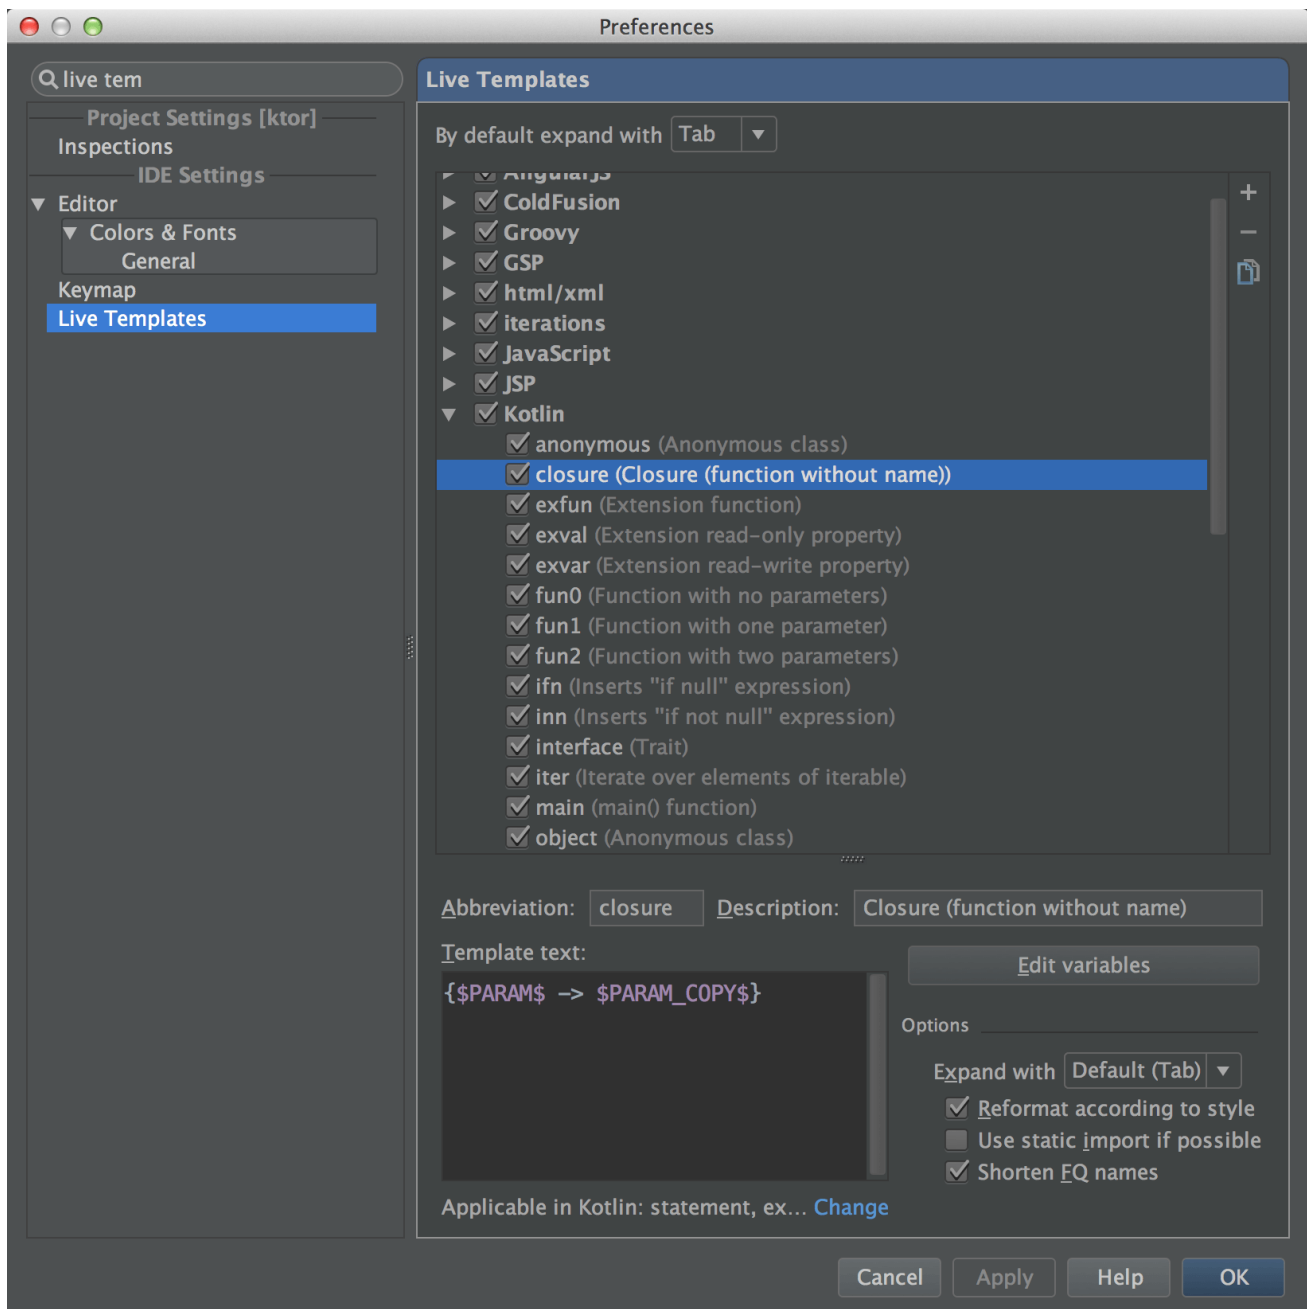 Preferences
live tem
Project Settings [ktor]
Inspections
IDE Settings
Editor
Colors & Fonts
General
Keymap
Live Templates
Live Templates
By default expand with Tab
AngularJS
ColdFusion
Groovy
GSP
html/xml
iterations
JavaScript
JSP
Kotlin
anonymous (Anonymous class)
closure (Closure (function without name))
exfun (Extension function)
exval (Extension read-only property)
exvar (Extension read-write property)
fun0 (Function with no parameters)
fun1 (Function with one parameter)
fun2 (Function with two parameters)
ifn (Inserts "if null" expression)
inn (Inserts "if not null" expression)
interface (Trait)
iter (Iterate over elements of iterable)
main (main() function)
object (Anonymous class)
Abbreviation: closure Description: Closure (function without name)
Template text:
Edit variables
{$PARAM$ -> $PARAM_COPY$}
Options
Expand with Default (Tab)
Reformat according to style
Use static import if possible
Shorten FQ names
Applicable in Kotlin: statement, ex... Change
Cancel Apply Help OK